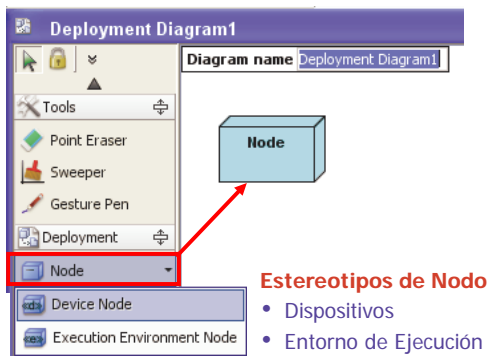 Deployment Diagram1
Diagram name Deployment Diagram1
Tools
Point Eraser
Sweeper
Gesture Pen
Deployment
Node
Node
Device Node
Execution Environment Node
Estereotipos de Nodo
• Dispositivos
• Entorno de Ejecución